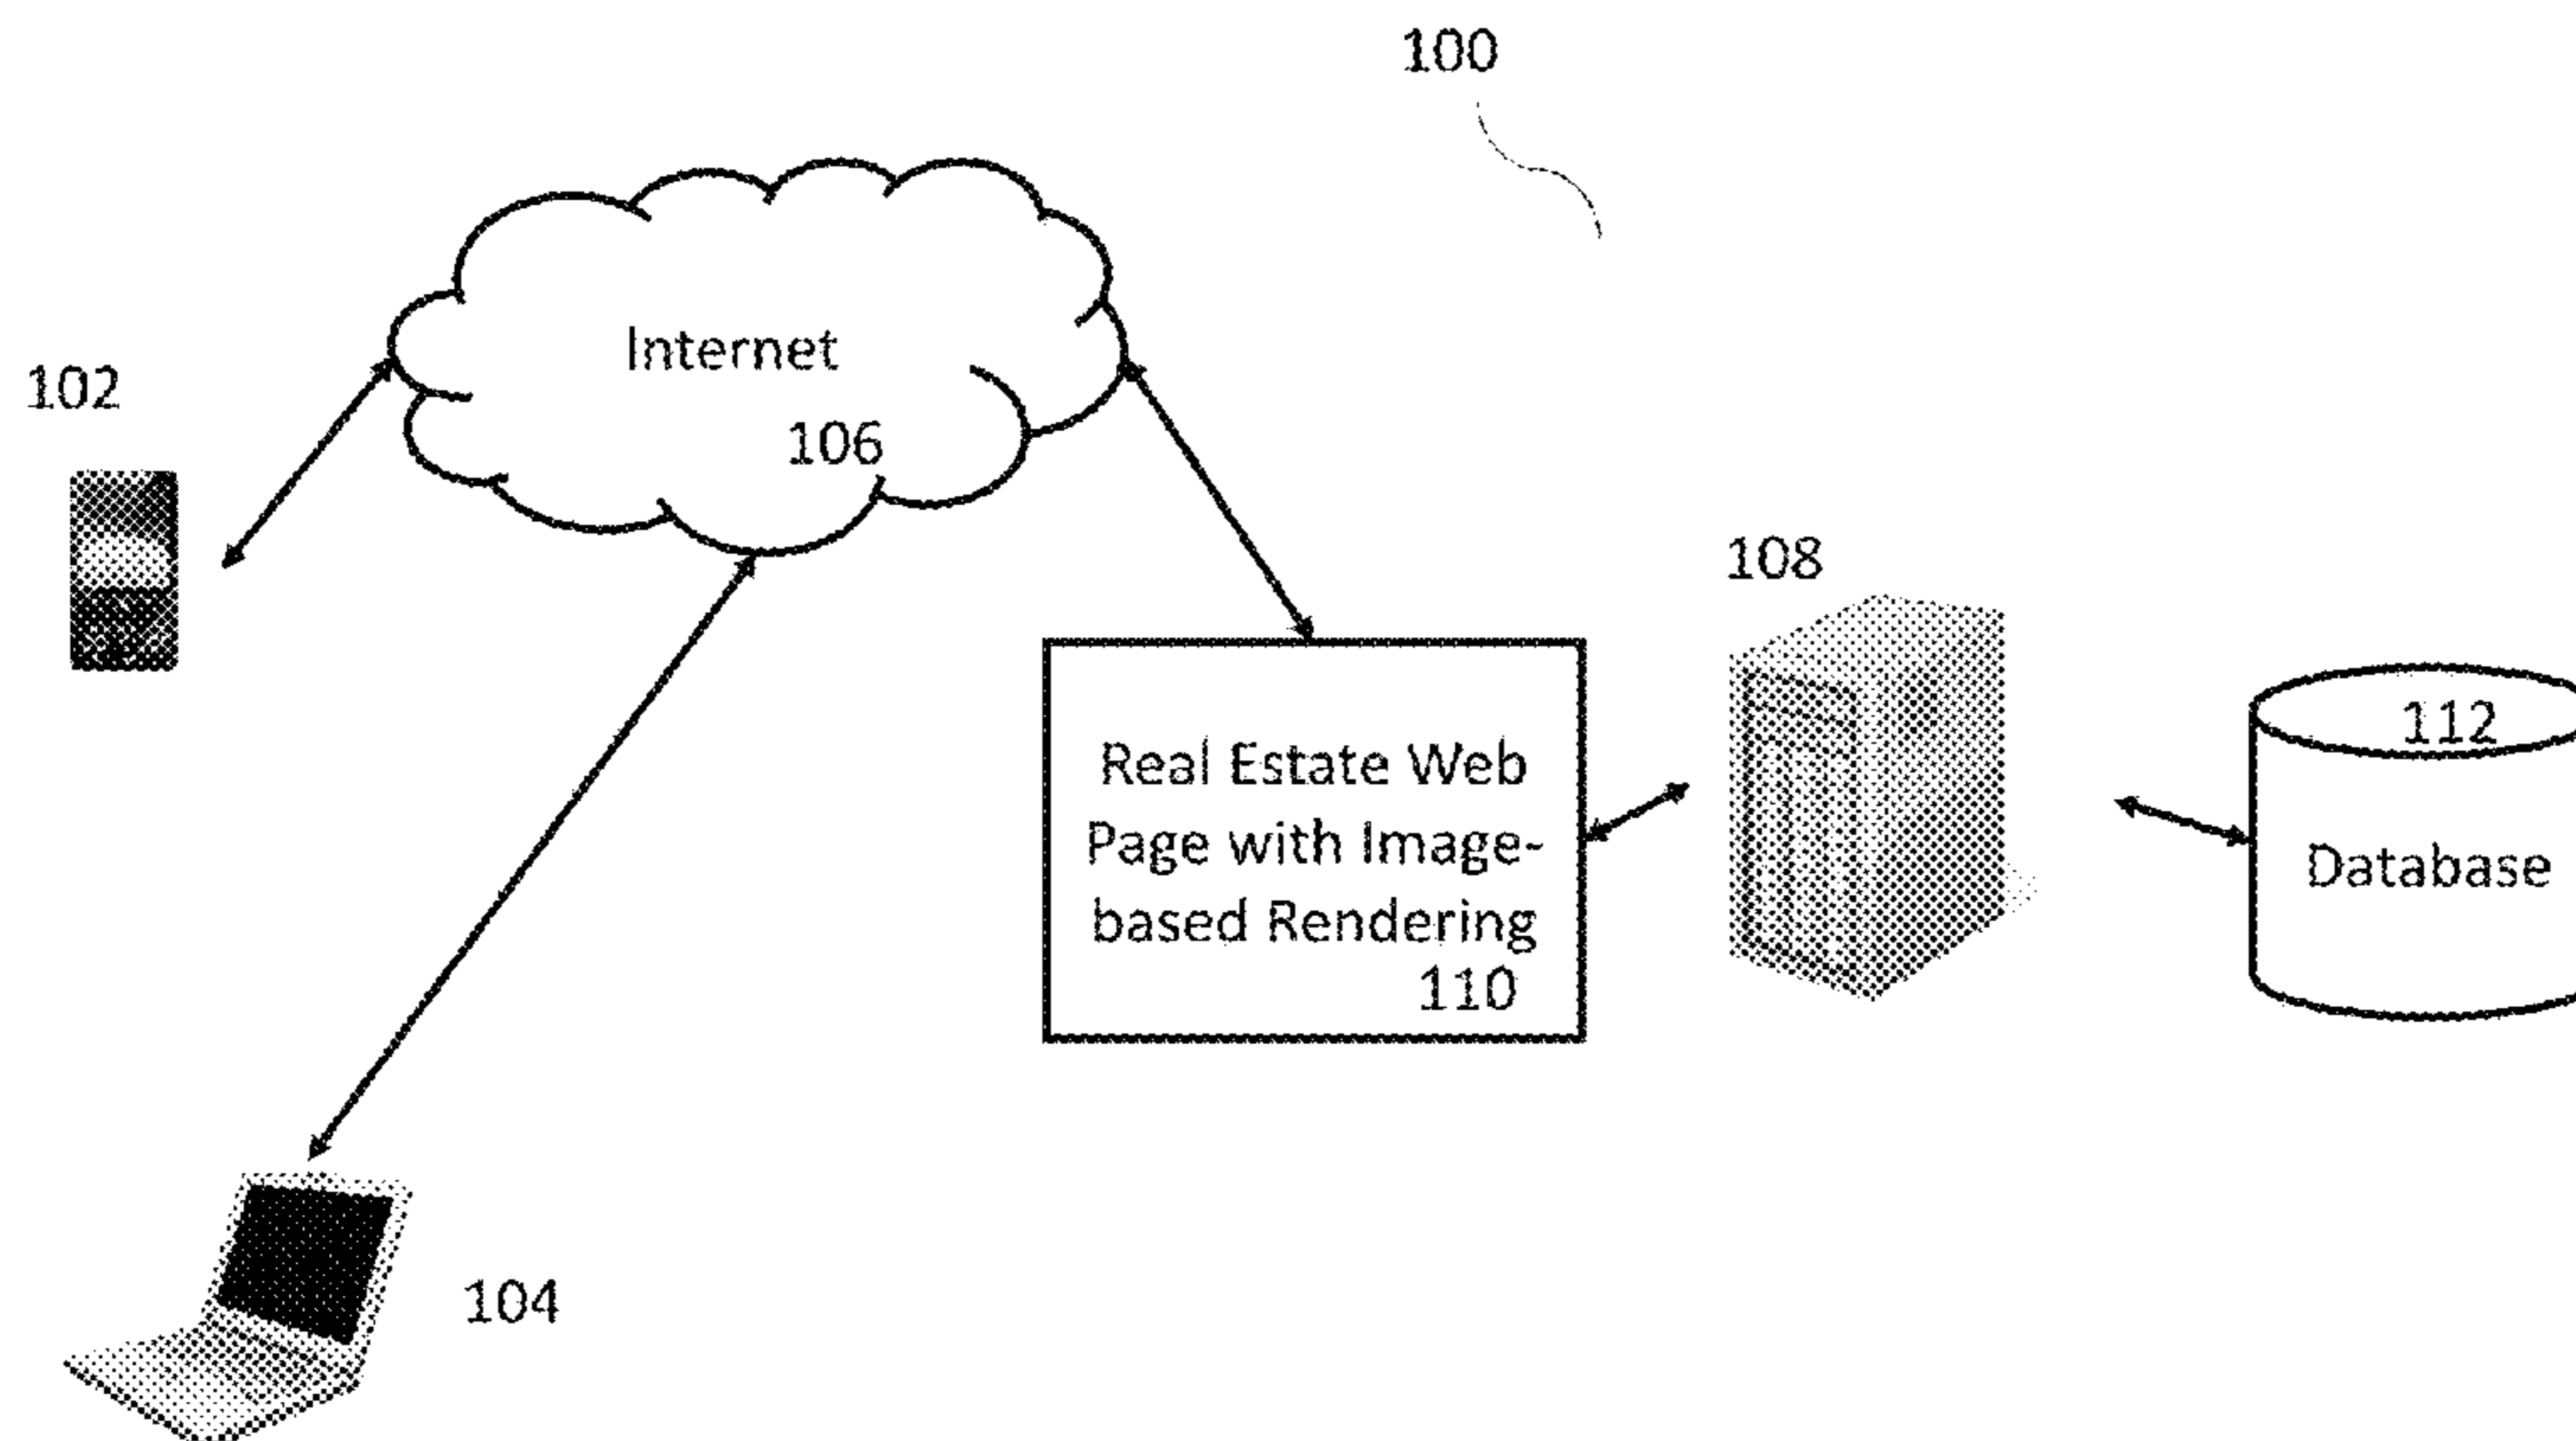 100
Internet
106
102
108
112
Database
Real Estate Web
Page with Image-
based Rendering
110
104